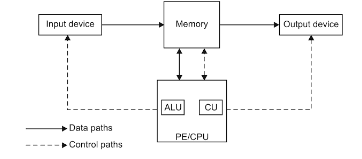 Input device
Memory
Output device
ALU
CU
PE/CPU
Data paths
Control paths